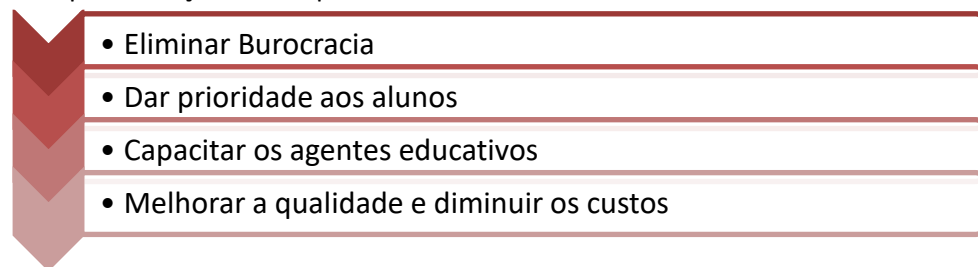 • Eliminar Burocracia
• Dar prioridade aos alunos
• Capacitar os agentes educativos
• Melhorar a qualidade e diminuir os custos